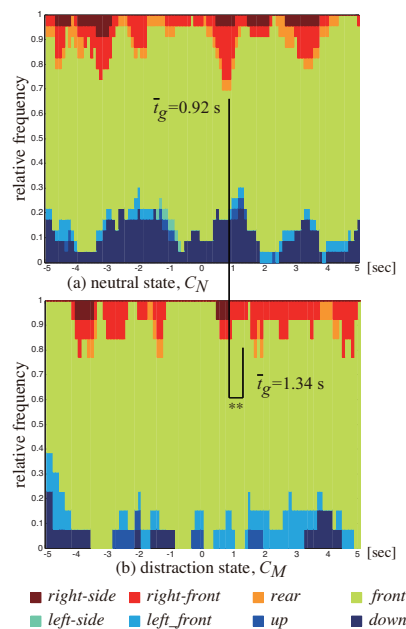 relative frequency
1
0.9
0.8
0.7
0.6
0.5
0.4
0.3
0.2
0.1
0
t̄g=0.92 s
-5 -4 -3 -2 -1 0 1 2 3 4 5 [sec]
(a) neutral state, CN
relative frequency
1
0.9
0.8
0.7
0.6
0.5
0.4
0.3
0.2
0.1
0
t̄g=1.34 s
**
-5 -4 -3 -2 -1 0 1 2 3 4 5 [sec]
(b) distraction state, CM
right-side right-front rear front
left-side left_front up down